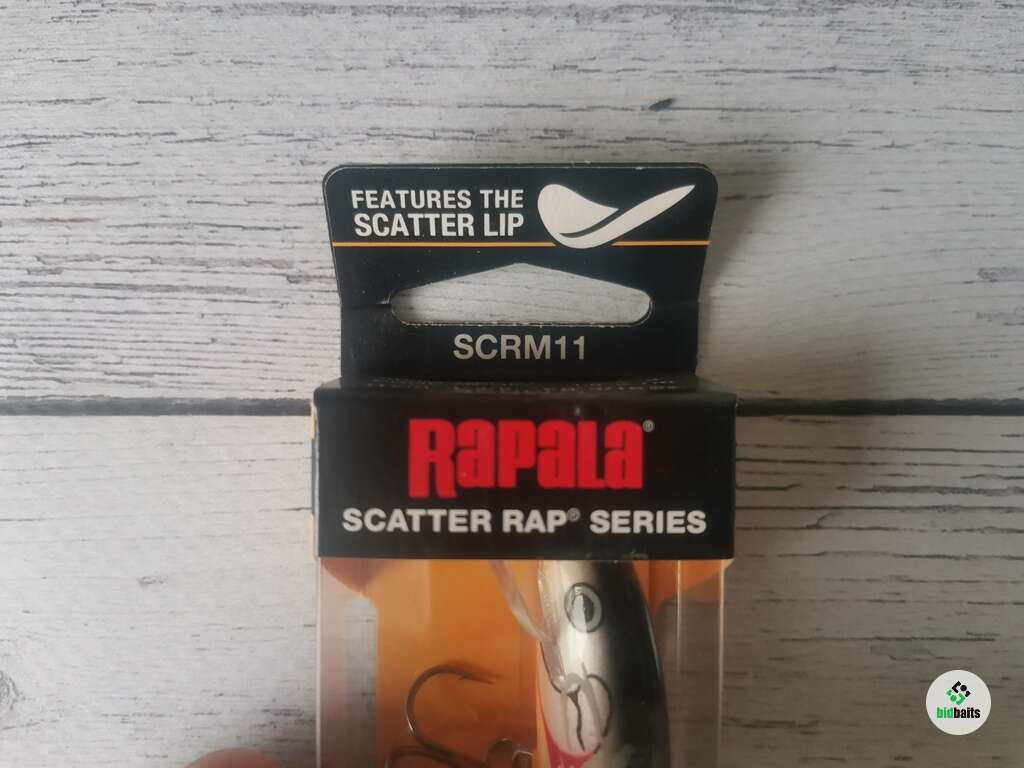 FEATURES THE
SCATTER LIP
SCRM11
RAPALA®
SCATTER RAP® SERIES
bidbaits